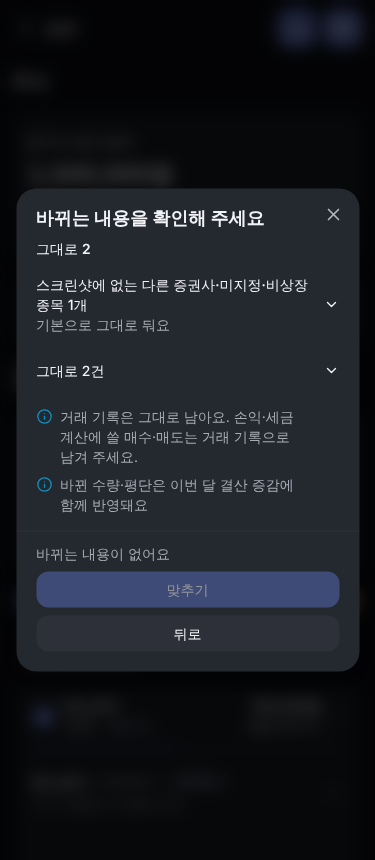 바뀌는 내용을 확인해 주세요
그대로 2
스크린샷에 없는 다른 증권사·미지정·비상장
종목 1개
기본으로 그대로 둬요
그대로 2건
거래 기록은 그대로 남아요. 손익·세금
계산에 쓸 매수·매도는 거래 기록으로
남겨 주세요.
바뀐 수량·평단은 이번 달 결산 증감에
함께 반영돼요
바뀌는 내용이 없어요
맞추기
뒤로